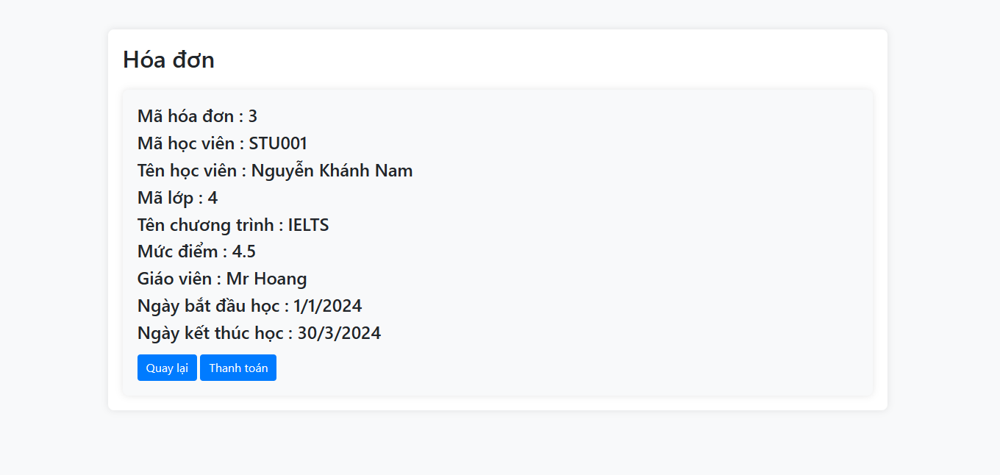 Hóa đơn
Mã hóa đơn : 3
Mã học viên : STU001
Tên học viên : Nguyễn Khánh Nam
Mã lớp : 4
Tên chương trình : IELTS
Mức điểm : 4.5
Giáo viên : Mr Hoang
Ngày bắt đầu học : 1/1/2024
Ngày kết thúc học : 30/3/2024
Quay lại Thanh toán